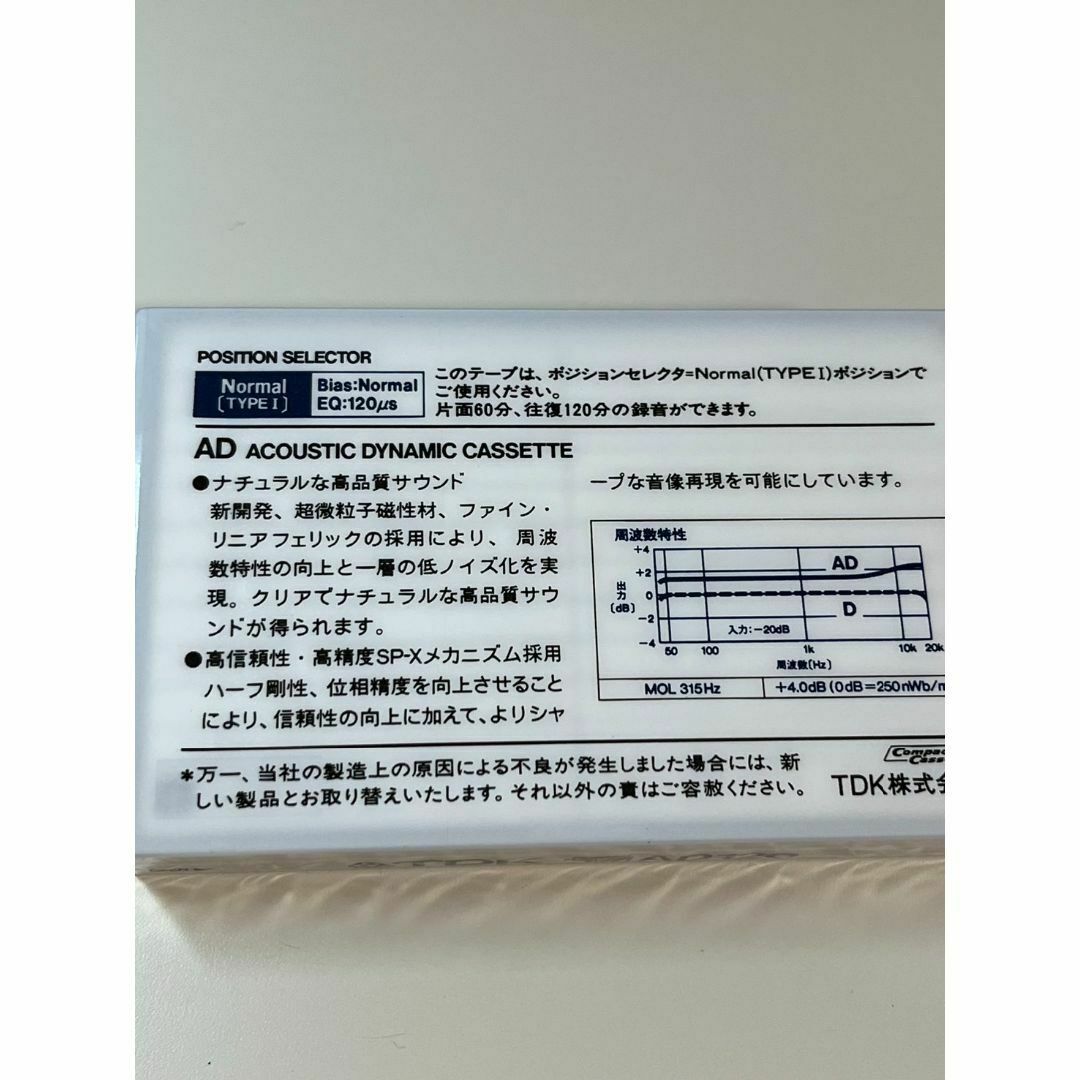 POSITION SELECTOR
Normal
(TYPE I)
Bias:Normal
EQ:120μs
このテープは、ポジションセレクタ=Normal(TYPE I)ポジションで
ご使用ください。
片面60分、往復120分の録音ができます。
AD ACOUSTIC DYNAMIC CASSETTE
●ナチュラルな高品質サウンド
新開発、超微粒子磁性材、ファイン・
リニアフェリックの採用により、周波
数特性の向上と一層の低ノイズ化を実
現。クリアでナチュラルな高品質サウ
ンドが得られます。
●高信頼性・高精度SP-Xメカニズム採用
ハーフ剛性、位相精度を向上させること
により、信頼性の向上に加えて、よりシャ
ープな音像再現を可能にしています。
周波数特性
+4
+2
0
-2
-4
出力
(dB)
AD
D
入力:-20dB
50 100 1k 10k 20k
周波数(Hz)
MOL 315Hz
+4.0dB(0dB=250nWb/m
*万一、当社の製造上の原因による不良が発生しました場合には、新
しい製品とお取り替えいたします。それ以外の責はご容赦ください。
Compac
Cass
TDK株式会